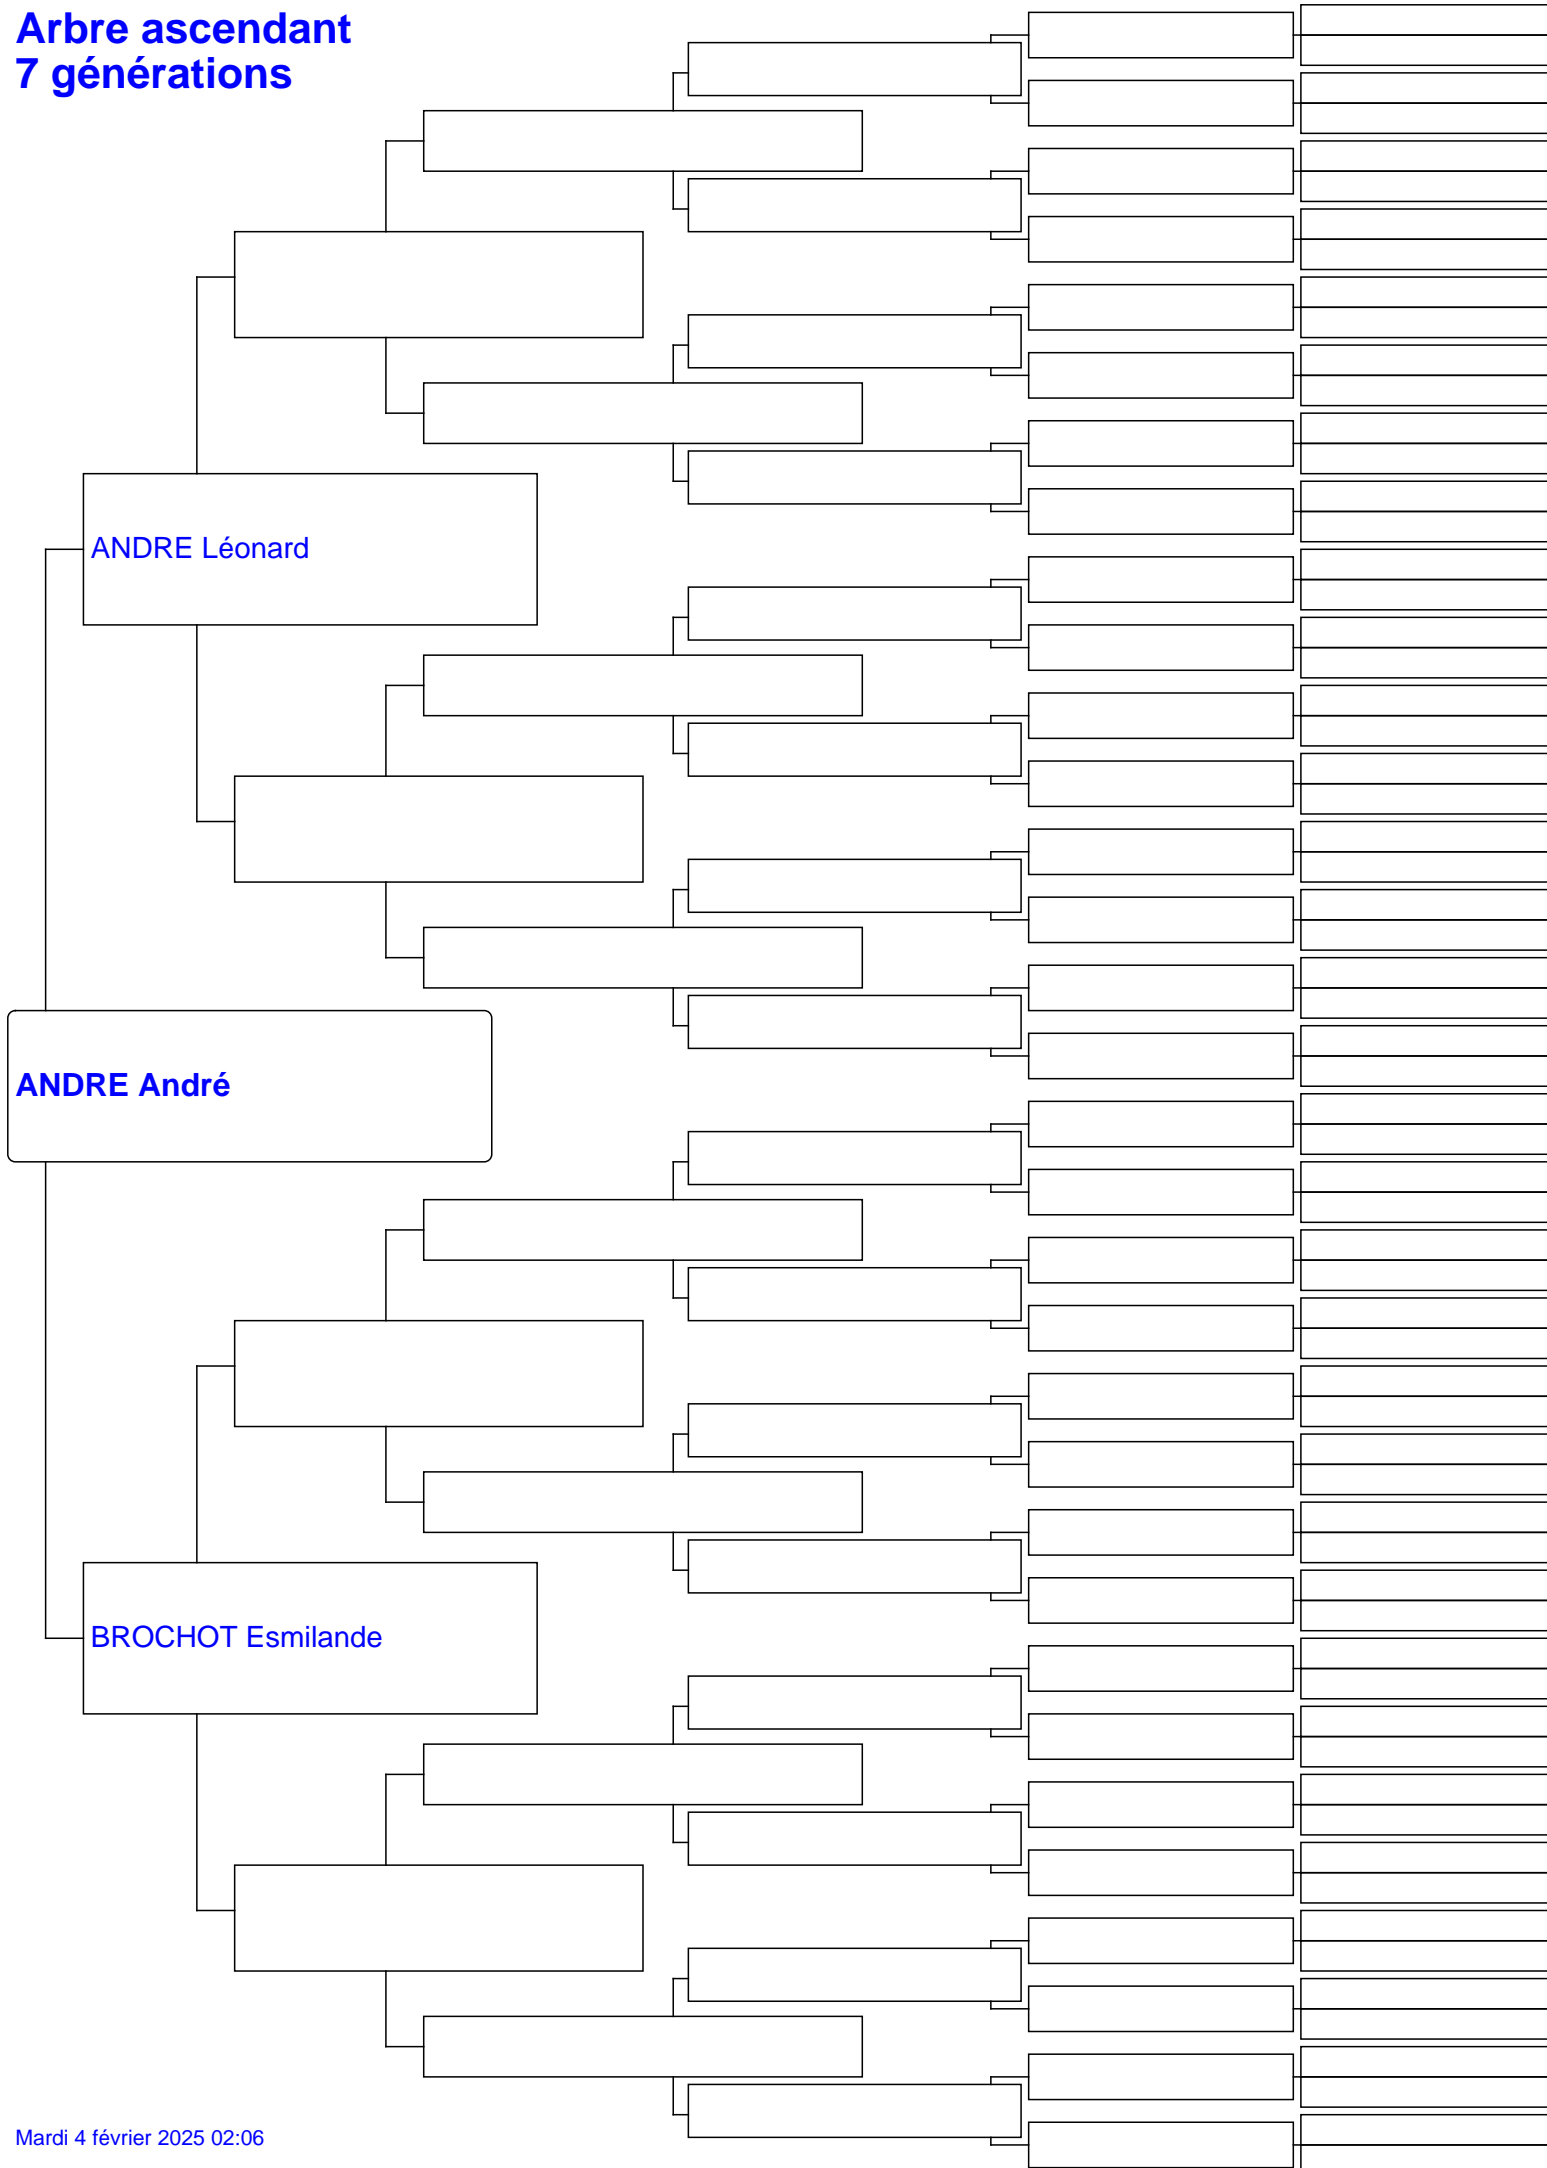 Arbre ascendant
7 générations
ANDRE Léonard
ANDRE André
BROCHOT Esmilande
Mardi 4 février 2025 02:06